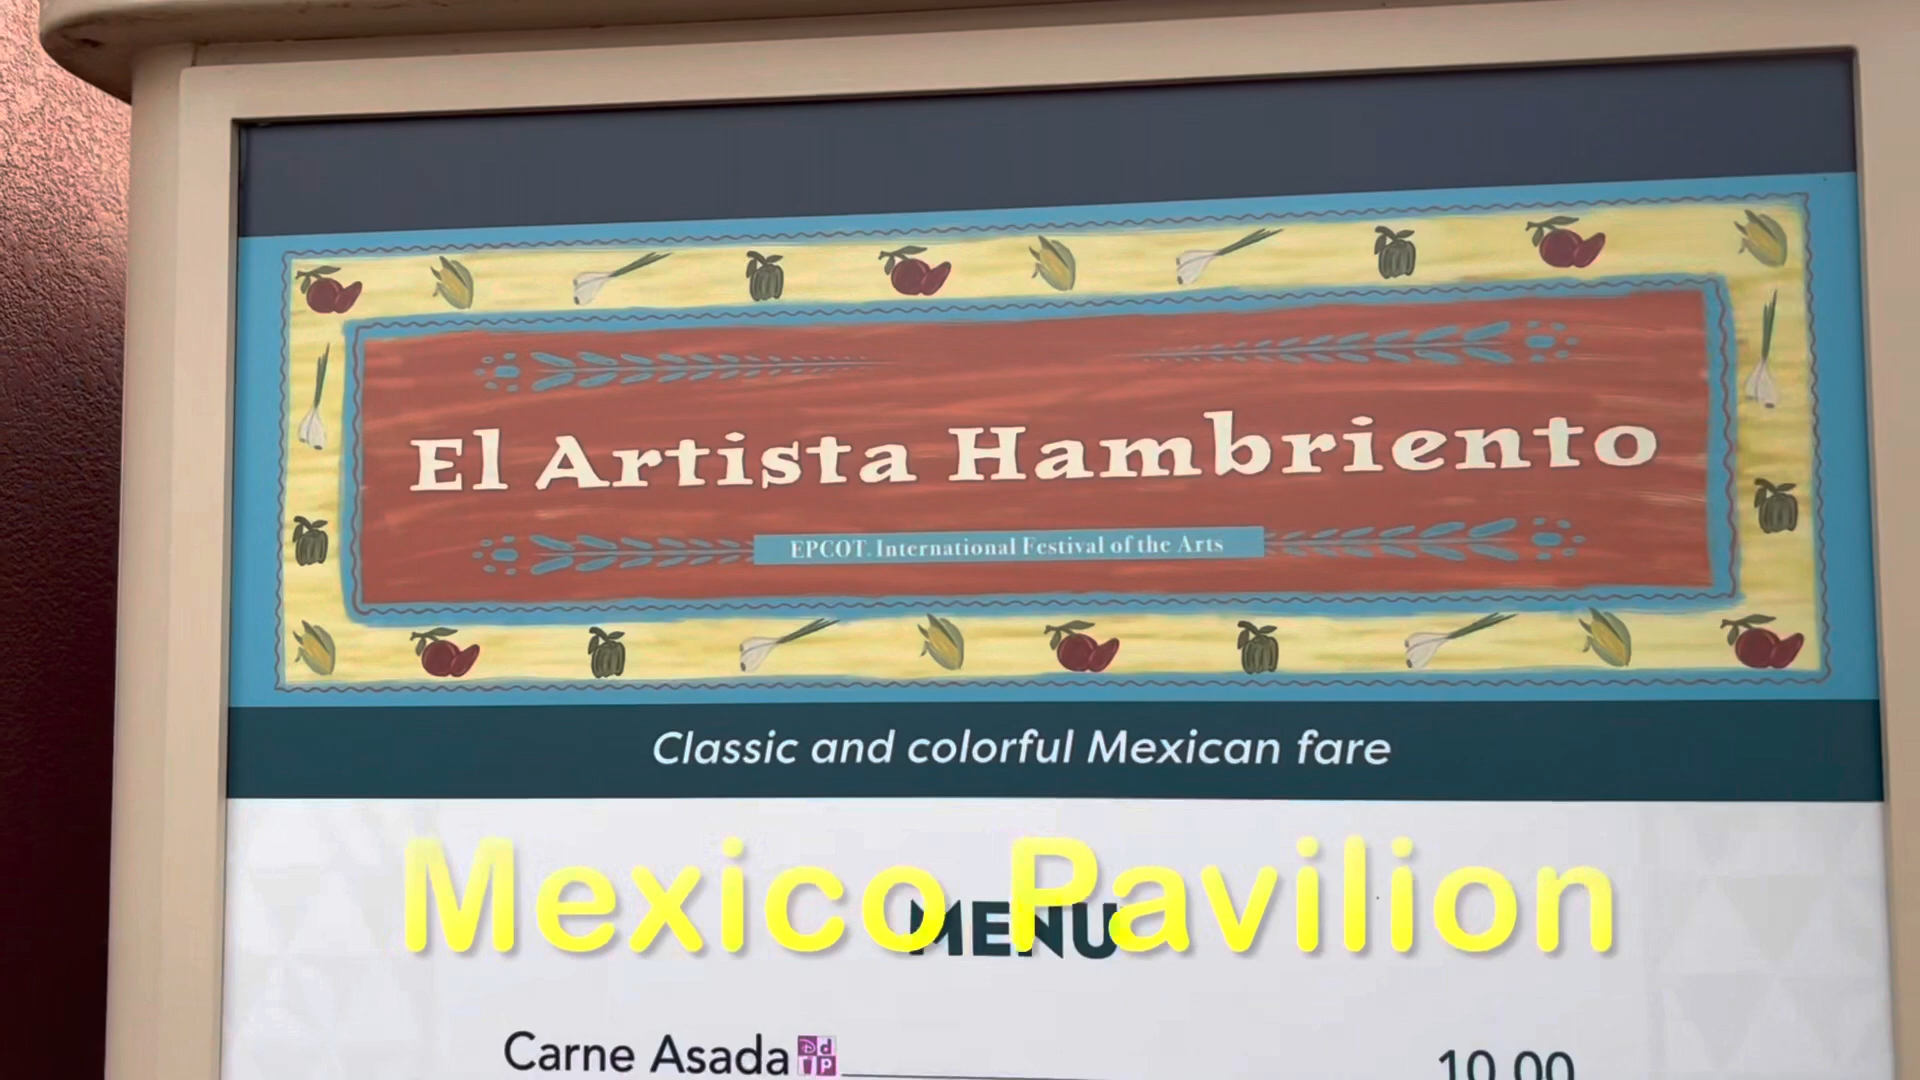 El Artista Hambriento
EPCOT International Festival of the Arts
Classic and colorful Mexican fare
Mexico Pavilion
MENU
Carne Asada 10.00